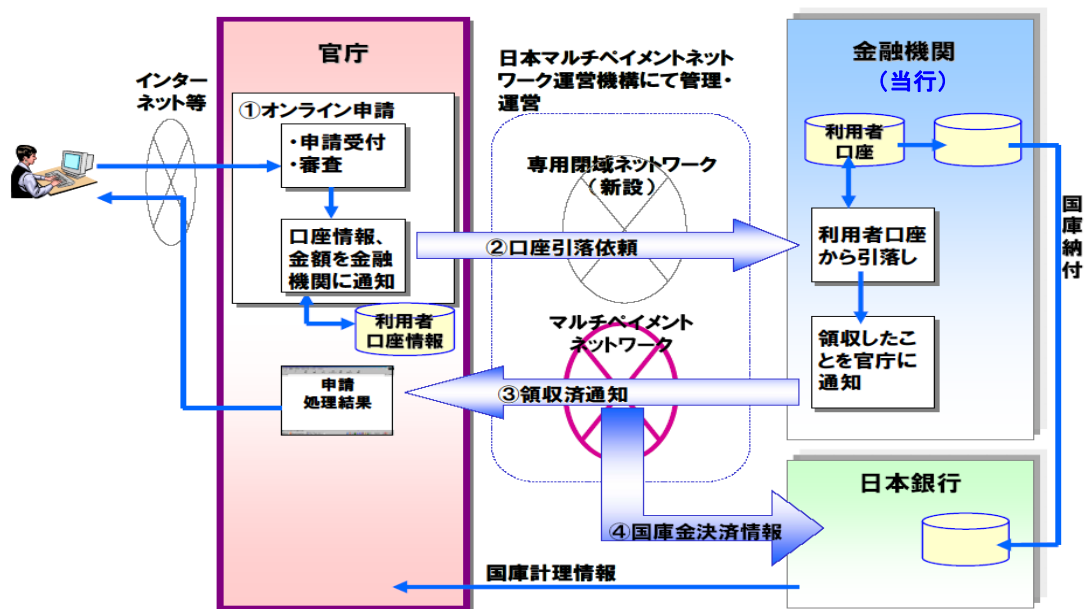 官庁
インター
ネット等
①オンライン申請
・申請受付
・審査
口座情報、
金額を金融
機関に通知
利用者
口座情報
申請
処理結果
日本マルチペイメントネット
ワーク運営機構にて管理・
運営
専用閉域ネットワーク
（新設）
②口座引落依頼
マルチペイメント
ネットワーク
③領収済通知
④国庫金決済情報
国庫計理情報
金融機関
（当行）
利用者
口座
利用者口座
から引落し
領収したこ
とを官庁に
通知
国庫納付
日本銀行